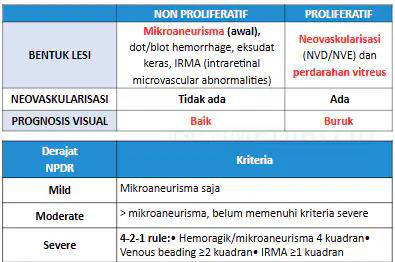 NON PROLIFERATIF
PROLIFERATIF
BENTUK LESI
Mikroaneurisma (awal),
dot/blot hemorrhage, eksudat
keras, IRMA (intraretinal
microvascular abnormalities)
Neovaskularisasi
(NVD/NVE) dan
perdarahan vitreus
NEOVASKULARISASI
Tidak ada
Ada
PROGNOSIS VISUAL
Baik
Buruk
Derajat
NPDR
Kriteria
Mild
Mikroaneurisma saja
Moderate
> mikroaneurisma, belum memenuhi kriteria severe
Severe
4-2-1 rule:• Hemoragik/mikroaneurisma 4 kuadran•
Venous beading ≥2 kuadran• IRMA ≥1 kuadran